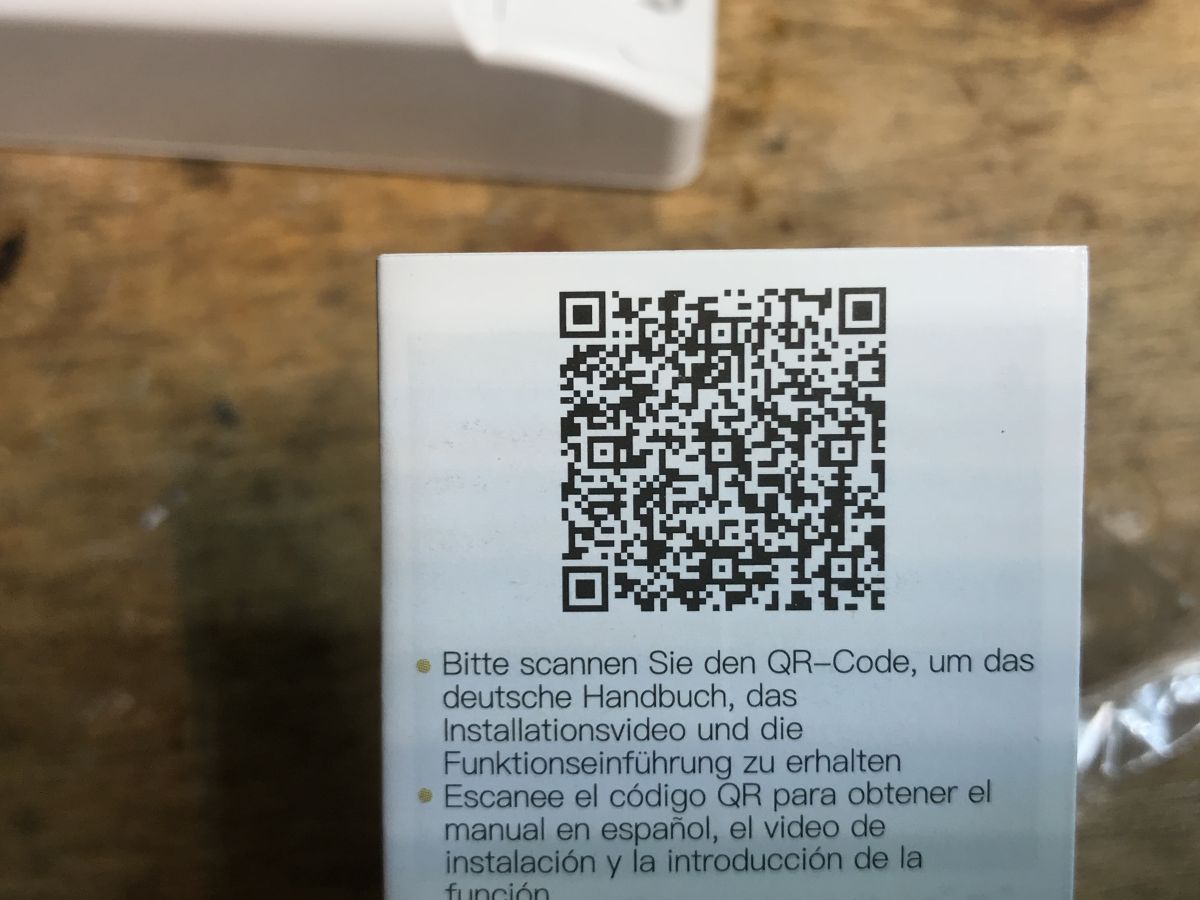 Bitte scannen Sie den QR–Code, um das
deutsche Handbuch, das
Installationsvideo und die
Funktionseinführung zu erhalten
Escanee el código QR para obtener el
manual en español, el video de
instalación y la introducción de la
función